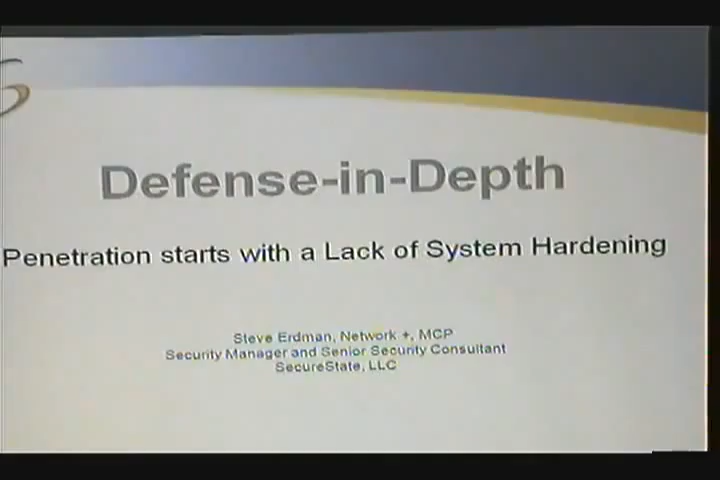 Defense-in-Depth
Penetration starts with a Lack of System Hardening
Steve Erdman, Network +, MCP
Security Manager and Senior Security Consultant
SecureState, LLC